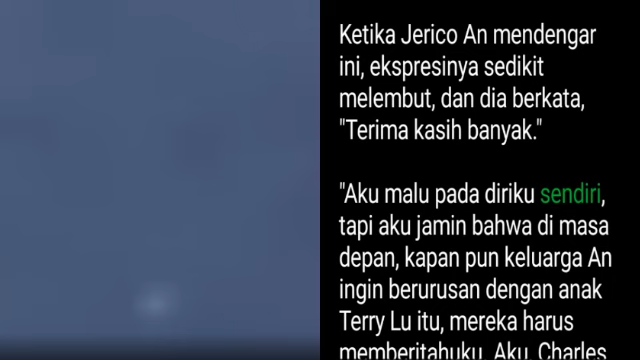 Ketika Jerico An mendengar
ini, ekspresinya sedikit
melembut, dan dia berkata,
"Terima kasih banyak."
"Aku malu pada diriku sendiri,
tapi aku jamin bahwa di masa
depan, kapan pun keluarga An
ingin berurusan dengan anak
Terry Lu itu, mereka harus
memberitahuku. Aku, Charles